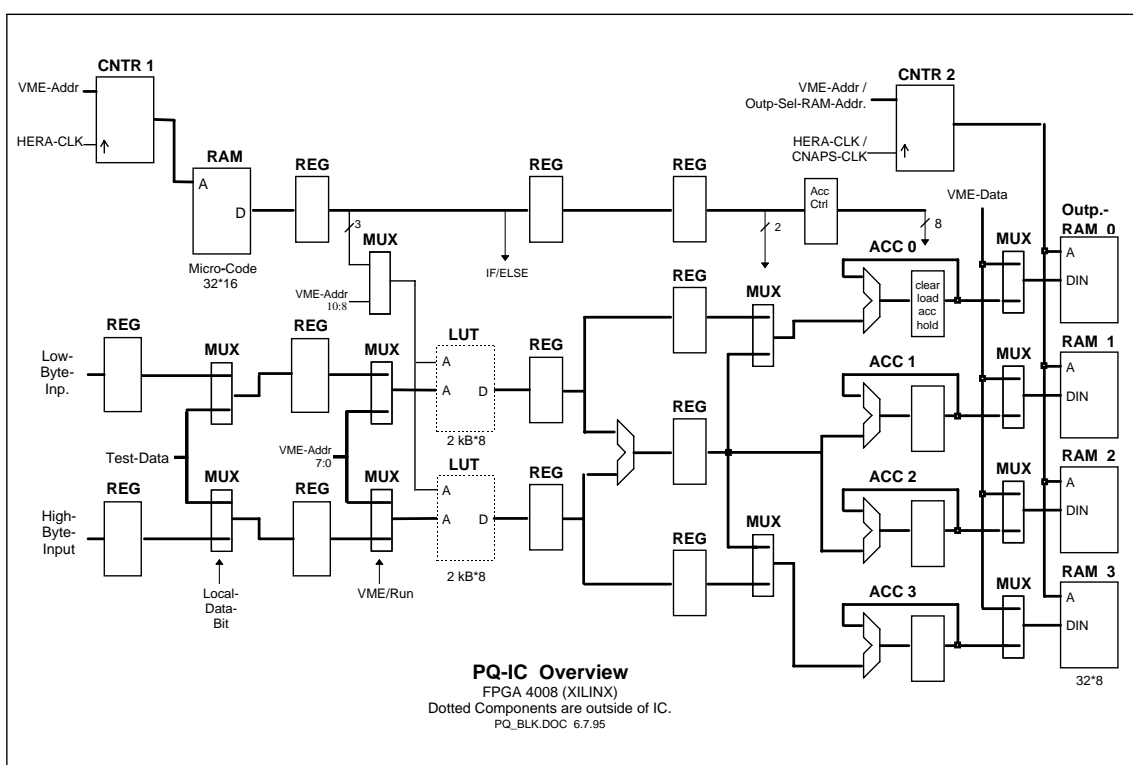 CNTR 1
VME-Addr
HERA-CLK
CNTR 2
VME-Addr /
Outp-Sel-RAM-Addr.
HERA-CLK /
CNAPS-CLK
RAM
A
D
Micro-Code
32*16
REG
REG
REG
Acc
Ctrl
3
IF/ELSE
2
8
VME-Data
MUX
VME-Addr
10:8
Outp.-
RAM 0
A
DIN
MUX
ACC 0
clear
load
acc
hold
REG
MUX
Low-
Byte-
Inp.
REG
MUX
REG
MUX
LUT
A
A
D
2 kB*8
REG
ACC 1
MUX
RAM 1
A
DIN
REG
Test-Data
VME-Addr
7:0
High-
Byte-
Input
REG
MUX
REG
MUX
LUT
A
A
D
2 kB*8
REG
ACC 2
MUX
RAM 2
A
DIN
REG
MUX
Local-
Data-
Bit
VME/Run
ACC 3
MUX
RAM 3
A
DIN
32*8
PQ-IC Overview
FPGA 4008 (XILINX)
Dotted Components are outside of IC.
PQ_BLK.DOC 6.7.95